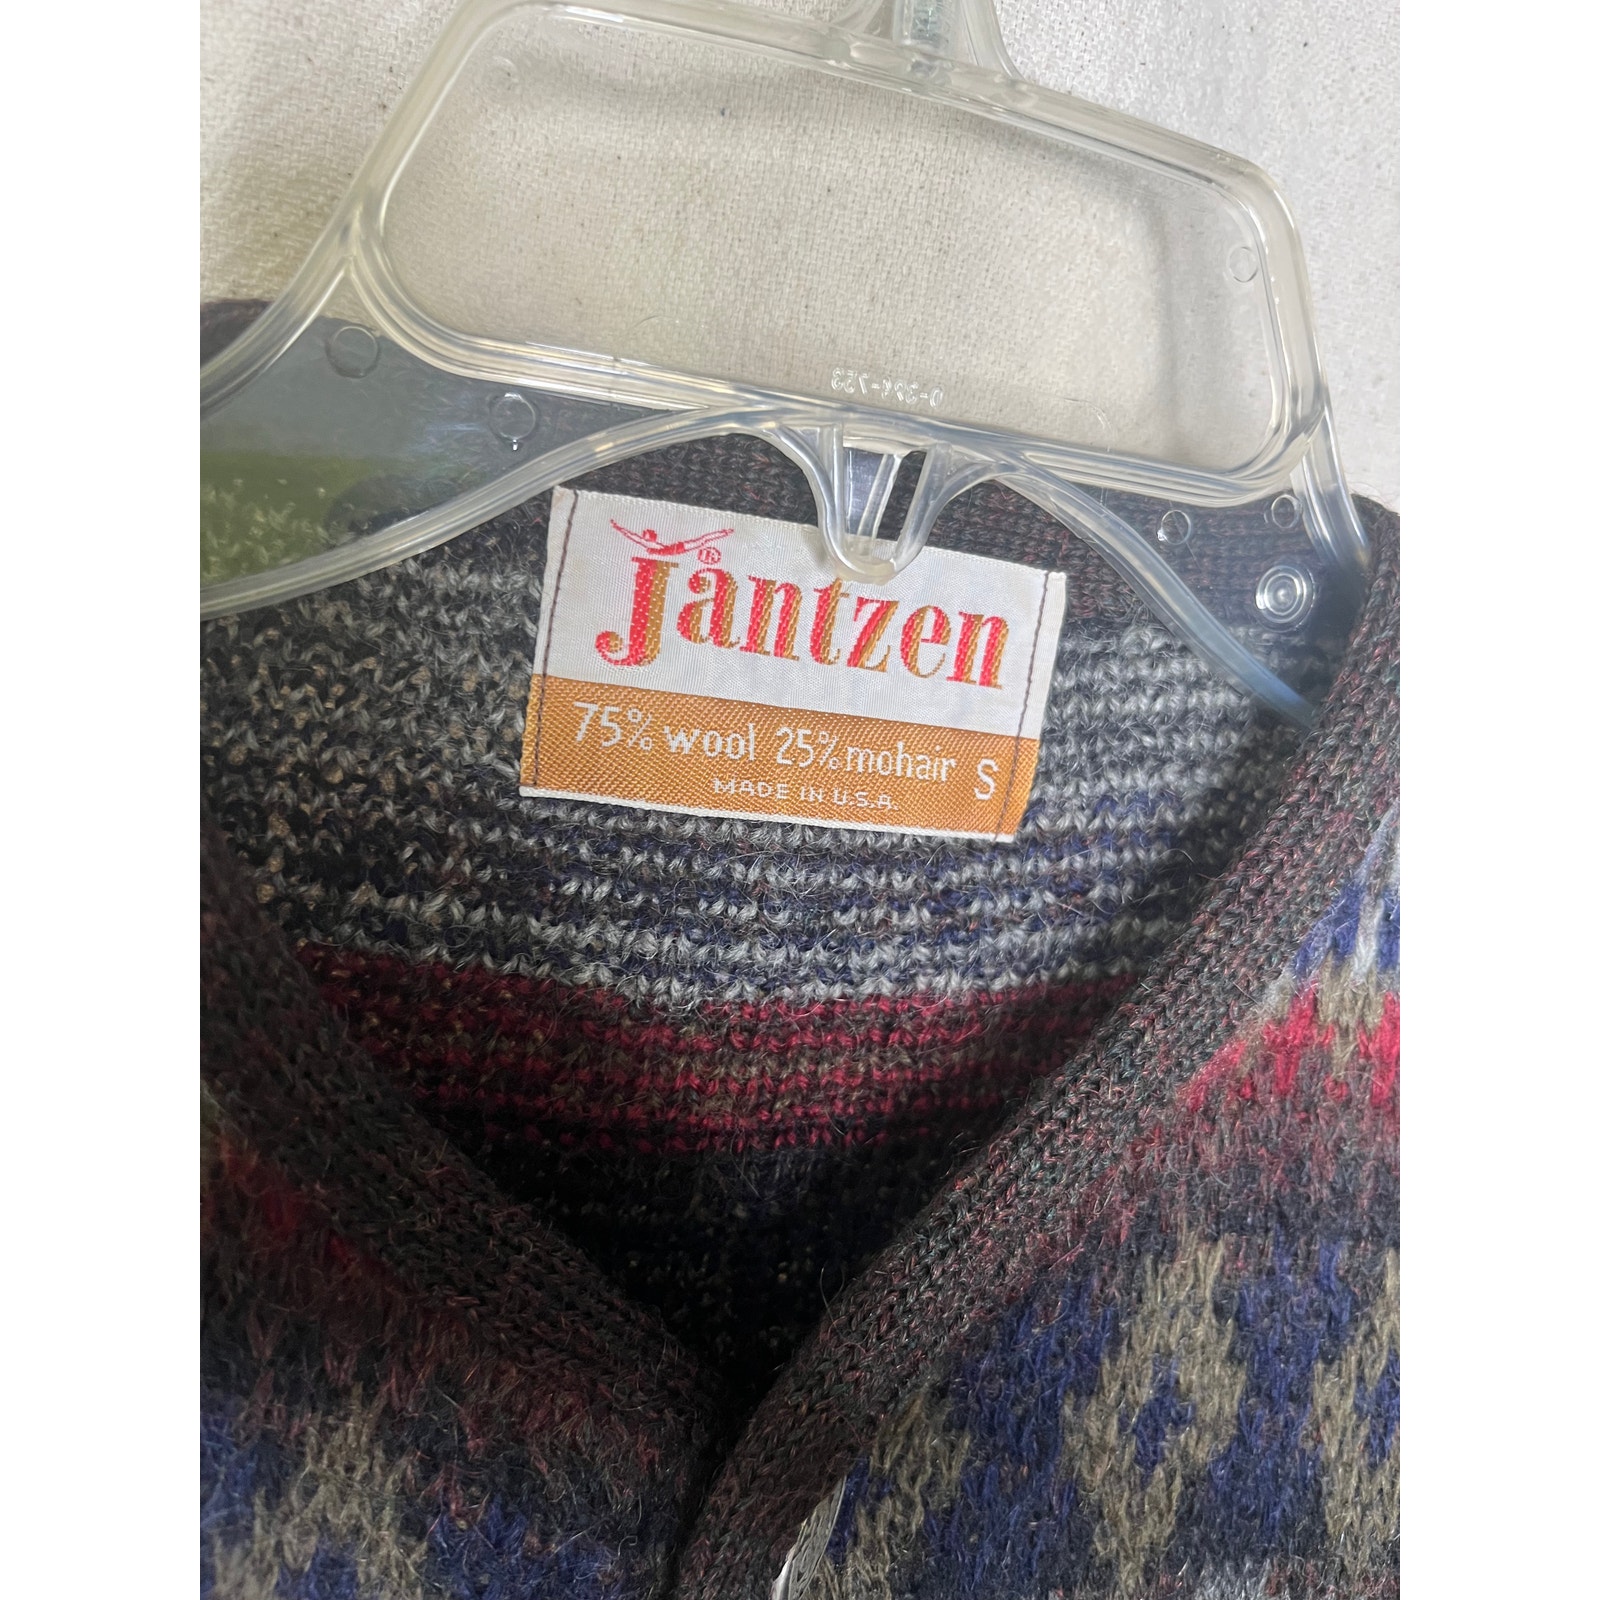 Jantzen
®
75% wool 25% mohair S
MADE IN U.S.A.